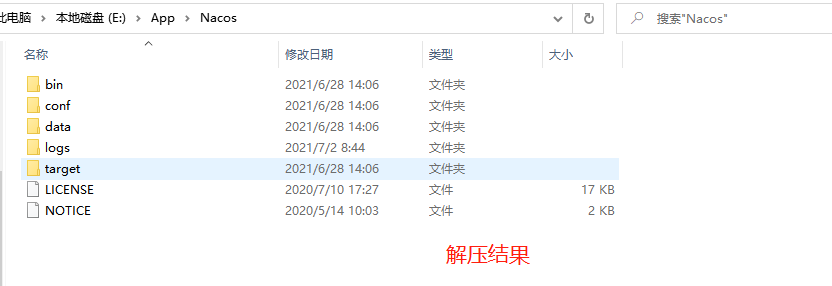 此电脑 > 本地磁盘 (E:) > App > Nacos 搜索"Nacos"
名称 修改日期 类型 大小
bin 2021/6/28 14:06 文件夹
conf 2021/6/28 14:06 文件夹
data 2021/6/28 14:06 文件夹
logs 2021/7/2 8:44 文件夹
target 2021/6/28 14:06 文件夹
LICENSE 2020/7/10 17:27 文件 17 KB
NOTICE 2020/5/14 10:03 文件 2 KB
解压结果